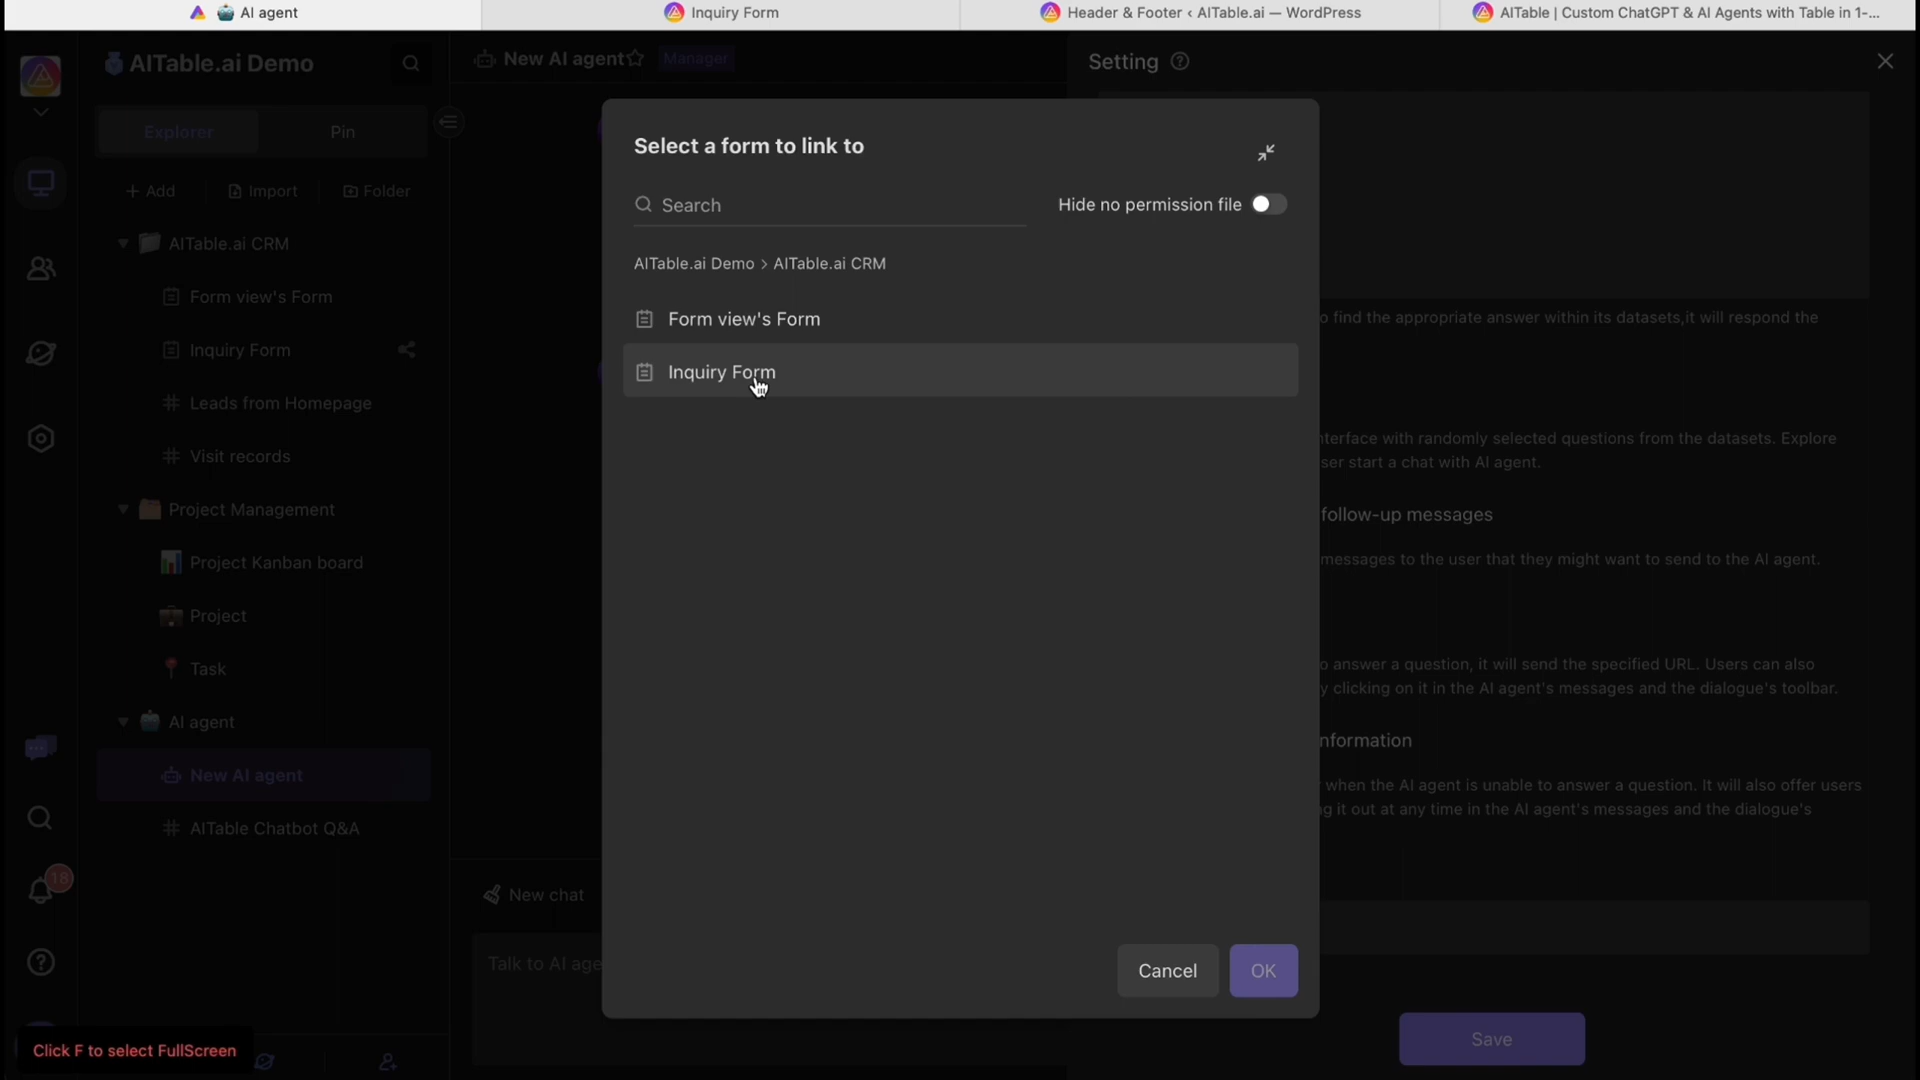 AI agent
Inquiry Form
Header & Footer ‹ AITable.ai — WordPress
AITable | Custom ChatGPT & AI Agents with Table in 1-...
AITable.ai Demo
New AI agent
Manager
Setting
Explorer
Pin
+ Add
Import
Folder
AITable.ai CRM
Form view's Form
Inquiry Form
Leads from Homepage
Visit records
Project Management
Project Kanban board
Project
Task
AI agent
New AI agent
AITable Chatbot Q&A
18
Click F to select FullScreen
New chat
Talk to AI age
Select a form to link to
Search
Hide no permission file
AITable.ai Demo > AITable.ai CRM
Form view's Form
Inquiry Form
Cancel
OK
o find the appropriate answer within its datasets,it will respond the
nterface with randomly selected questions from the datasets. Explore
ser start a chat with AI agent.
follow-up messages
messages to the user that they might want to send to the AI agent.
o answer a question, it will send the specified URL. Users can also
y clicking on it in the AI agent's messages and the dialogue's toolbar.
nformation
when the AI agent is unable to answer a question. It will also offer users
g it out at any time in the AI agent's messages and the dialogue's
Save